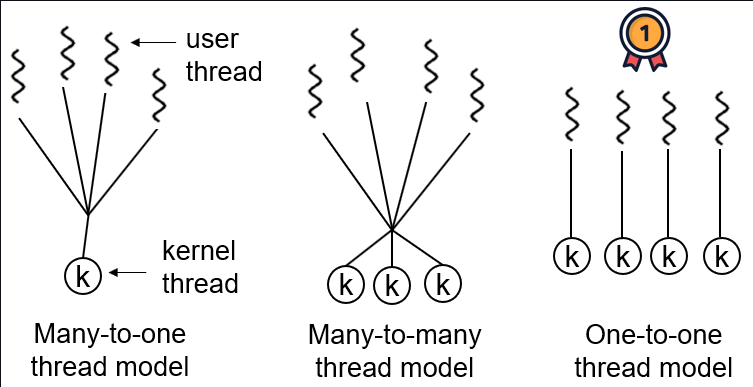 user
thread
1
k
kernel
thread
k
k
k
k
k
k
k
Many-to-one
thread model
Many-to-many
thread model
One-to-one
thread model